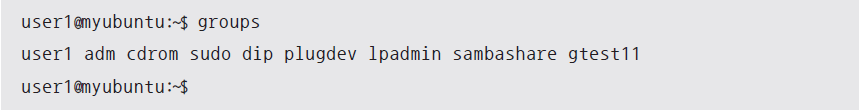 user1@myubuntu:~$ groups
user1 adm cdrom sudo dip plugdev lpadmin sambashare gtest11
user1@myubuntu:~$